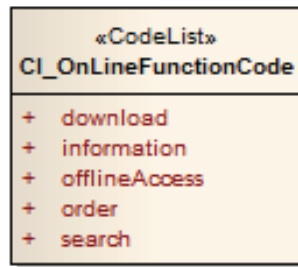 «CodeList»
CI_OnLineFunctionCode
+ download
+ information
+ offlineAccess
+ order
+ search